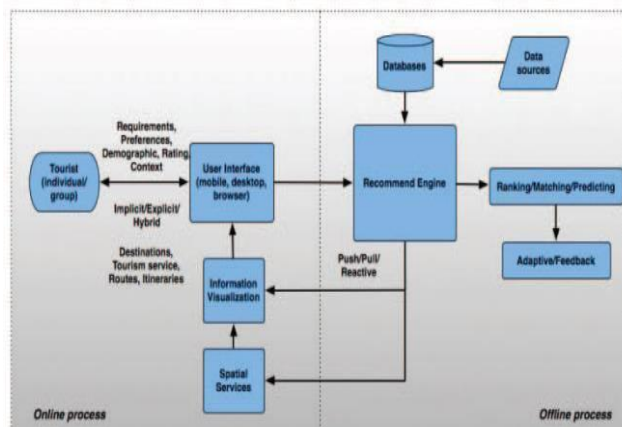 Databases
Data
sources
Requirements,
Preferences,
Demographic, Rating,
Context
Tourist
(individual/
group)
User Interface
(mobile, desktop,
browser)
Recommend Engine
Ranking/Matching/Predicting
Implicit/Explicit/
Hybrid
Destinations,
Tourism service,
Routes, Itineraries
Push/Pull/
Reactive
Adaptive/Feedback
Information
Visualization
Spatial
Services
Online process
Offline process